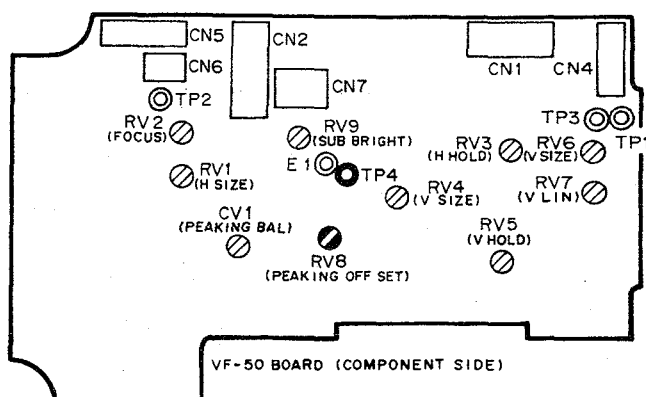 CN5
CN2
CN6
CN7
CN1
CN4
TP2
TP3
TP1
RV2
(FOCUS)
RV9
(SUB BRIGHT)
RV3
(H HOLD)
RV6
(V SIZE)
E1
TP4
RV1
(H SIZE)
RV4
(V SIZE)
RV7
(V LIN)
CV1
(PEAKING BAL)
RV5
(V HOLD)
RV8
(PEAKING OFF SET)
VF-50 BOARD (COMPONENT SIDE)